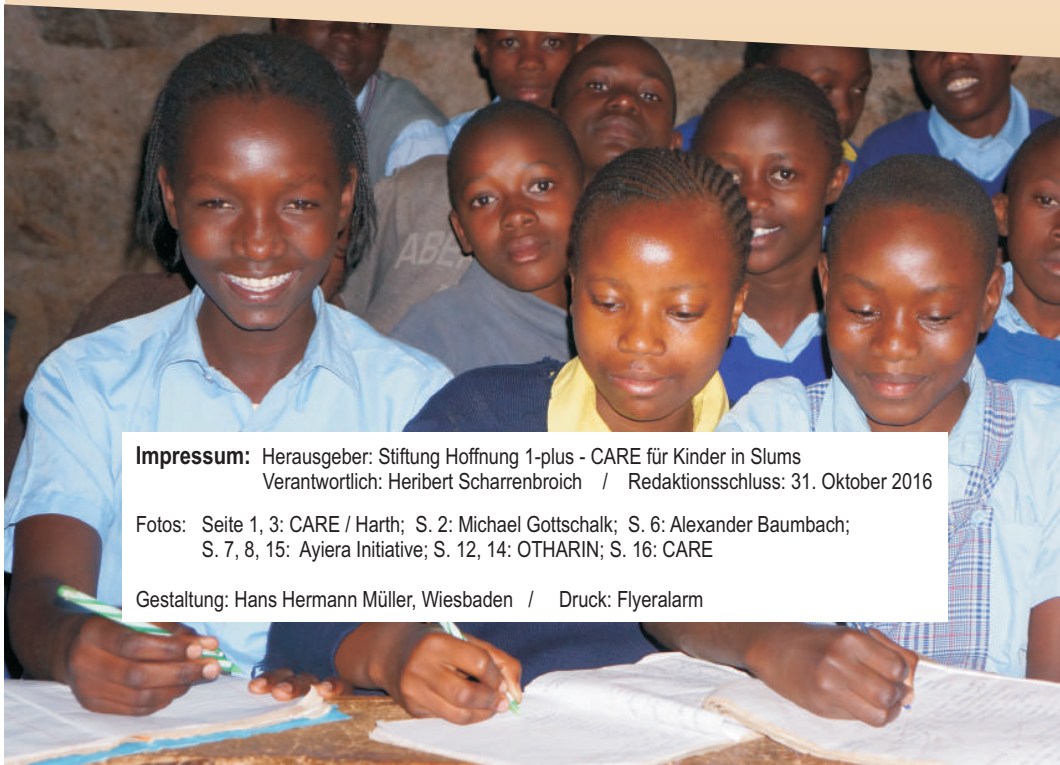 ABE
Impressum: Herausgeber: Stiftung Hoffnung 1-plus - CARE für Kinder in Slums
Verantwortlich: Heribert Scharrenbroich / Redaktionsschluss: 31. Oktober 2016
Fotos: Seite 1, 3: CARE / Harth; S. 2: Michael Gottschalk; S. 6: Alexander Baumbach;
S. 7, 8, 15: Ayiera Initiative; S. 12, 14: OTHARIN; S. 16: CARE
Gestaltung: Hans Hermann Müller, Wiesbaden / Druck: Flyeralarm